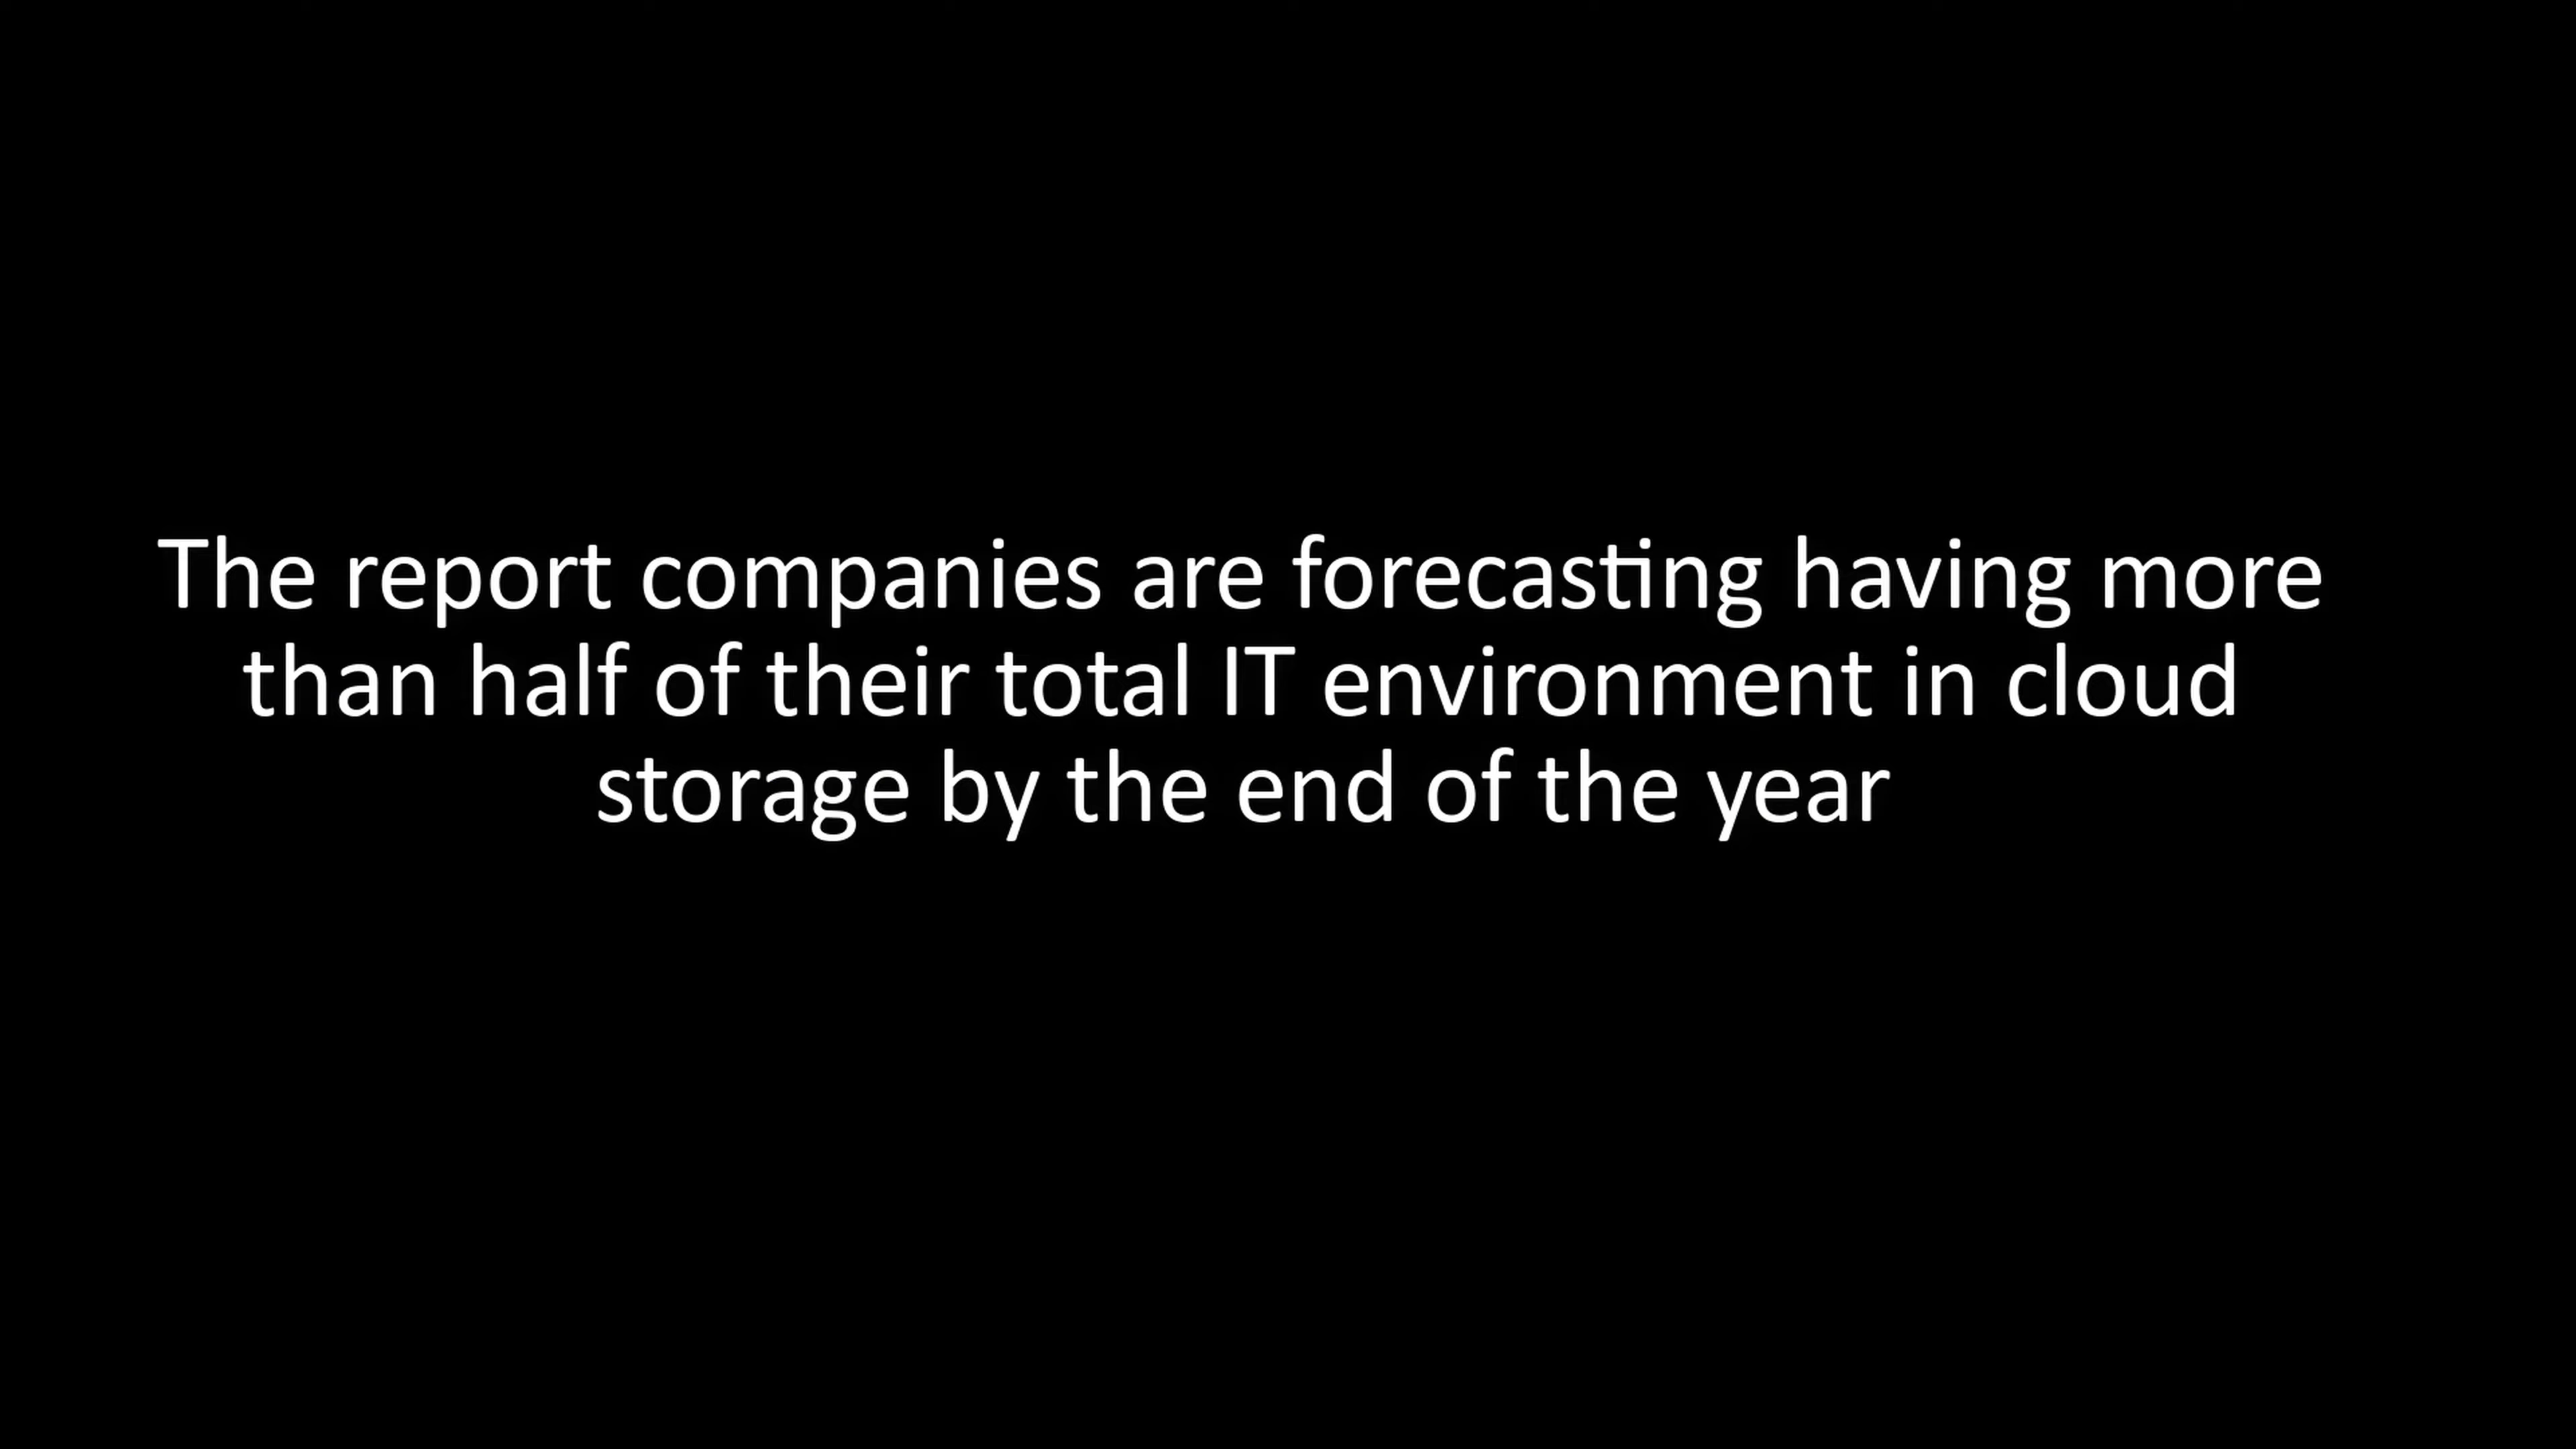 The report companies are forecasting having more
than half of their total IT environment in cloud
storage by the end of the year